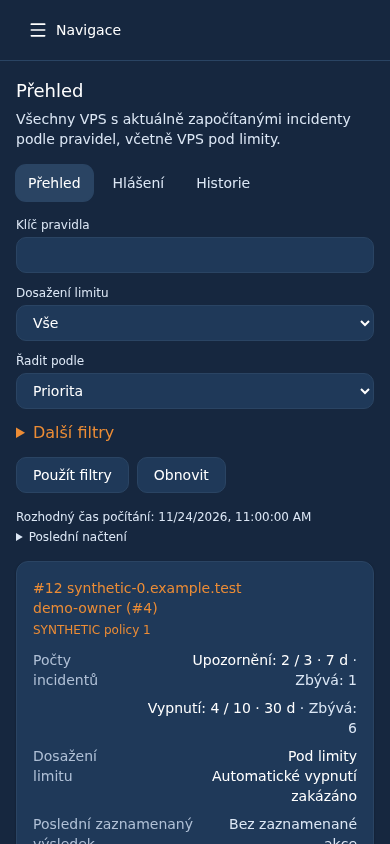 Navigace
Přehled
Všechny VPS s aktuálně započítanými incidenty
podle pravidel, včetně VPS pod limity.
Přehled
Hlášení
Historie
Klíč pravidla
Dosažení limitu
Vše
Řadit podle
Priorita
Další filtry
Použít filtry
Obnovit
Rozhodný čas počítání: 11/24/2026, 11:00:00 AM
Poslední načtení
#12 synthetic-0.example.test
demo-owner (#4)
SYNTHETIC policy 1
Počty
incidentů
Upozornění: 2 / 3 · 7 d ·
Zbývá: 1
Vypnutí: 4 / 10 · 30 d · Zbývá:
6
Dosažení
limitu
Pod limity
Automatické vypnutí
zakázáno
Poslední zaznamenaný
výsledek
Bez zaznamenané
akce